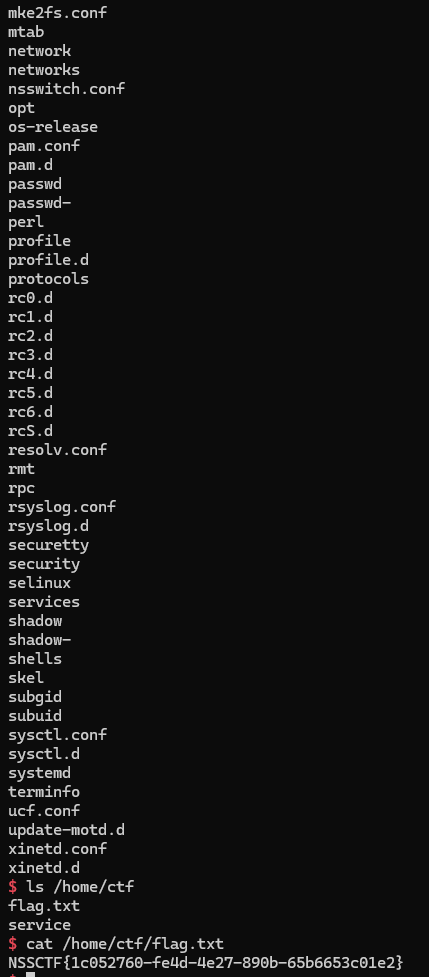 mke2fs.conf
mtab
network
networks
nsswitch.conf
opt
os-release
pam.conf
pam.d
passwd
passwd-
perl
profile
profile.d
protocols
rc0.d
rc1.d
rc2.d
rc3.d
rc4.d
rc5.d
rc6.d
rcS.d
resolv.conf
rmt
rpc
rsyslog.conf
rsyslog.d
securetty
security
selinux
services
shadow
shadow-
shells
skel
subgid
subuid
sysctl.conf
sysctl.d
systemd
terminfo
ucf.conf
update-motd.d
xinetd.conf
xinetd.d
$ ls /home/ctf
flag.txt
service
$ cat /home/ctf/flag.txt
NSSCTF{1c052760-fe4d-4e27-890b-65b6653c01e2}